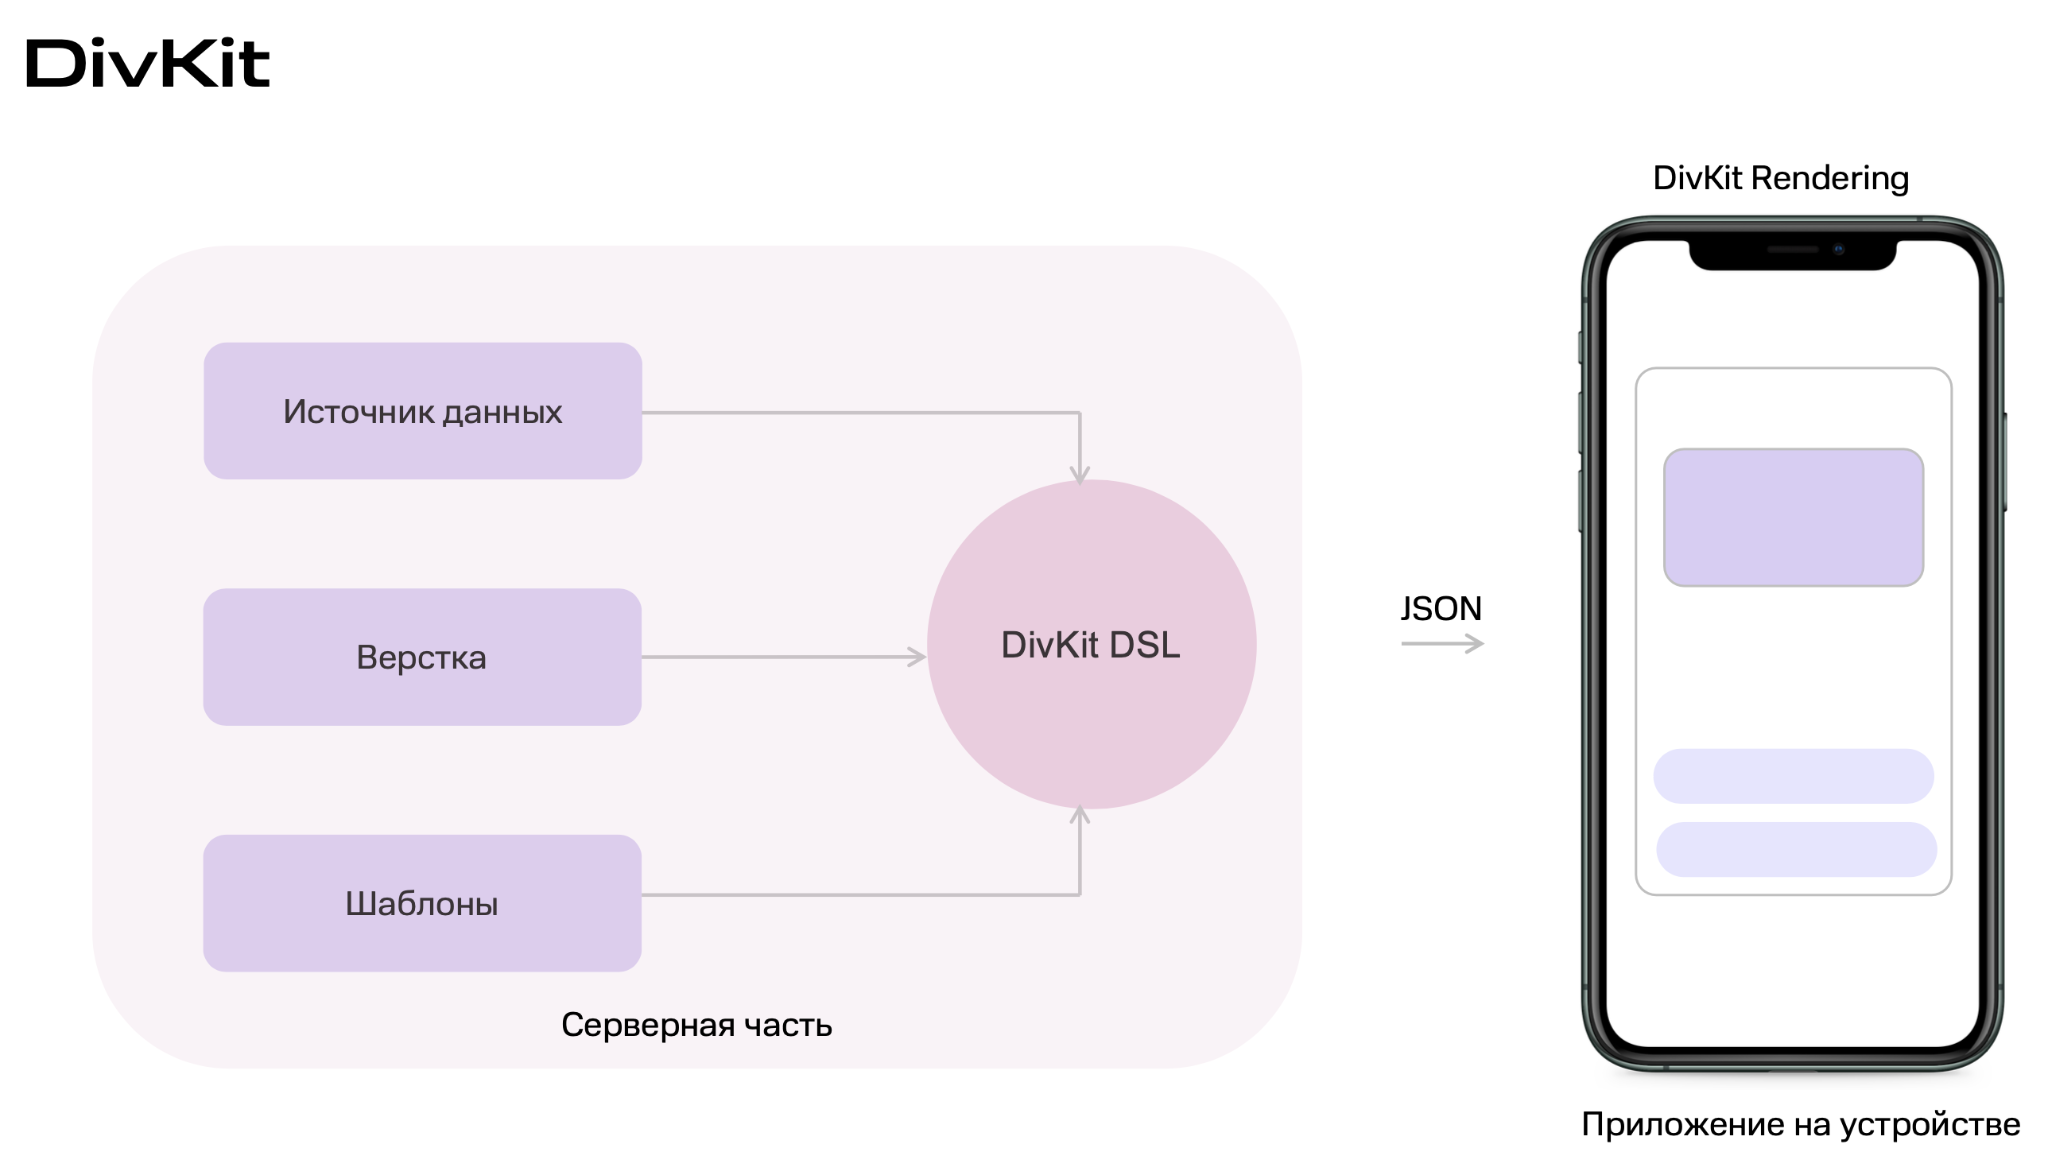 DivKit
DivKit Rendering
Источник данных
Верстка
DivKit DSL
JSON
Шаблоны
Серверная часть
Приложение на устройстве